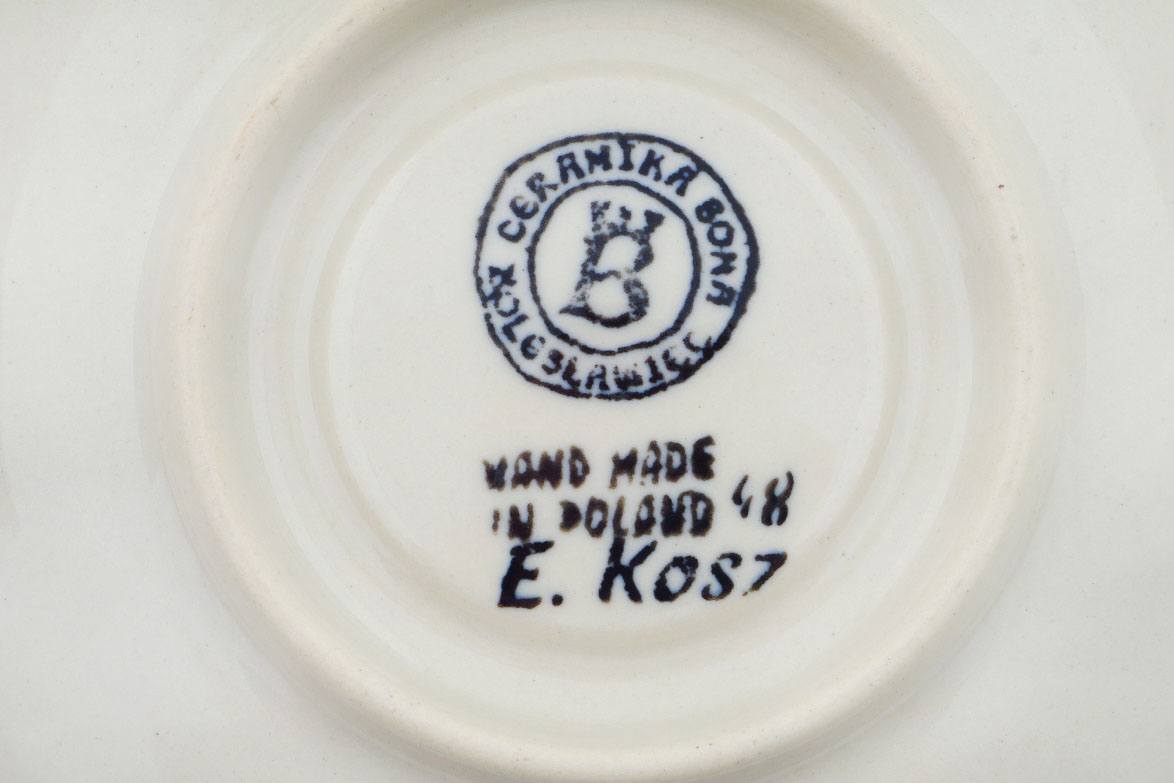 CERAMIKA BONA
BOLESŁAWIEC
B
HAND MADE
IN POLAND 48
E. Kosz